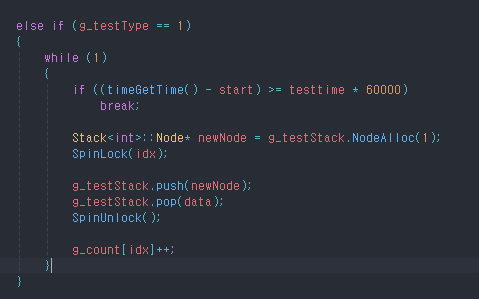 else if (g_testType == 1)
{
while (1)
{
if ((timeGetTime() - start) >= testtime * 60000)
break;
Stack<int>::Node* newNode = g_testStack.NodeAlloc(1);
SpinLock(idx);
g_testStack.push(newNode);
g_testStack.pop(data);
SpinUnlock();
g_count[idx]++;
}
}